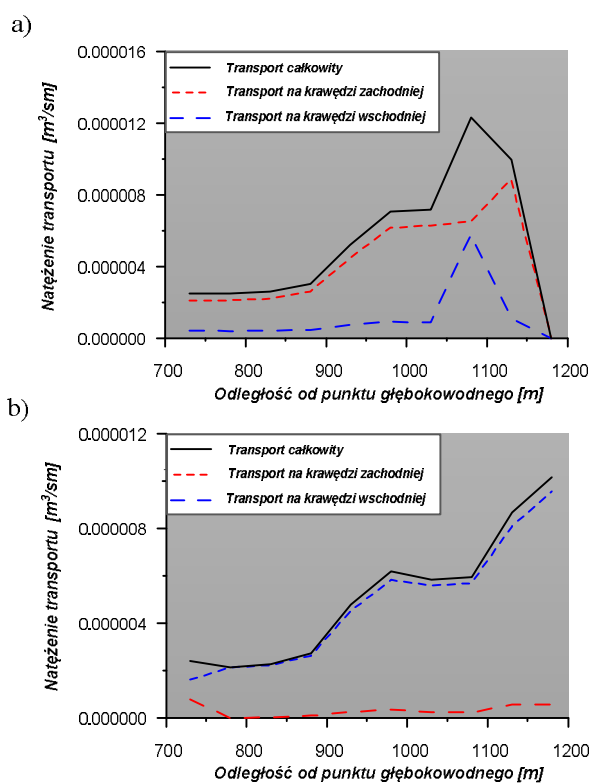 a)
0.000016
0.000012
0.000008
0.000004
0.000000
Natężenie transportu [m³/sm]
Transport całkowity
Transport na krawędzi zachodniej
Transport na krawędzi wschodniej
700 800 900 1000 1100 1200
Odległość od punktu głębokowodnego [m]
b)
0.000012
0.000008
0.000004
0.000000
Natężenie transportu [m³/sm]
Transport całkowity
Transport na krawędzi zachodniej
Transport na krawędzi wschodniej
700 800 900 1000 1100 1200
Odległość od punktu głębokowodnego [m]